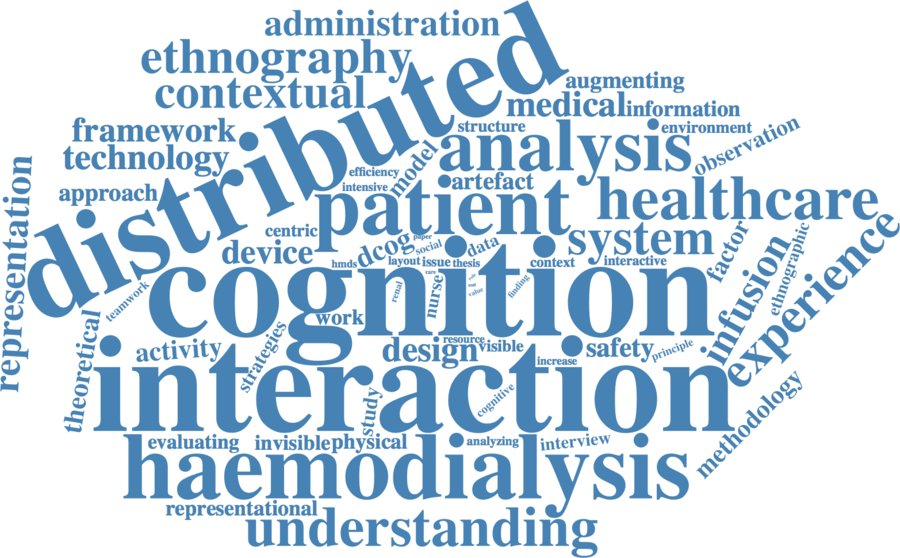 administration
ethnography
contextual
distributed
augmenting
medical
information
framework
structure
environment
technology
analysis
observation
efficiency
model
approach
intensive
artefact
representation
patient
healthcare
centric
device
dcog
paper
social
data
system
factor
ethnographic
experience
hmds
layout
issue
thesis
context
interactive
care
infusion
cognition
teamwork
renal
nurse
value
finding
work
theoretical
activity
strategies
design
resource
visible
safety
principle
increase
interaction
study
cognitive
methodology
evaluating
invisible
physical
analyzing
interview
haemodialysis
representational
understanding